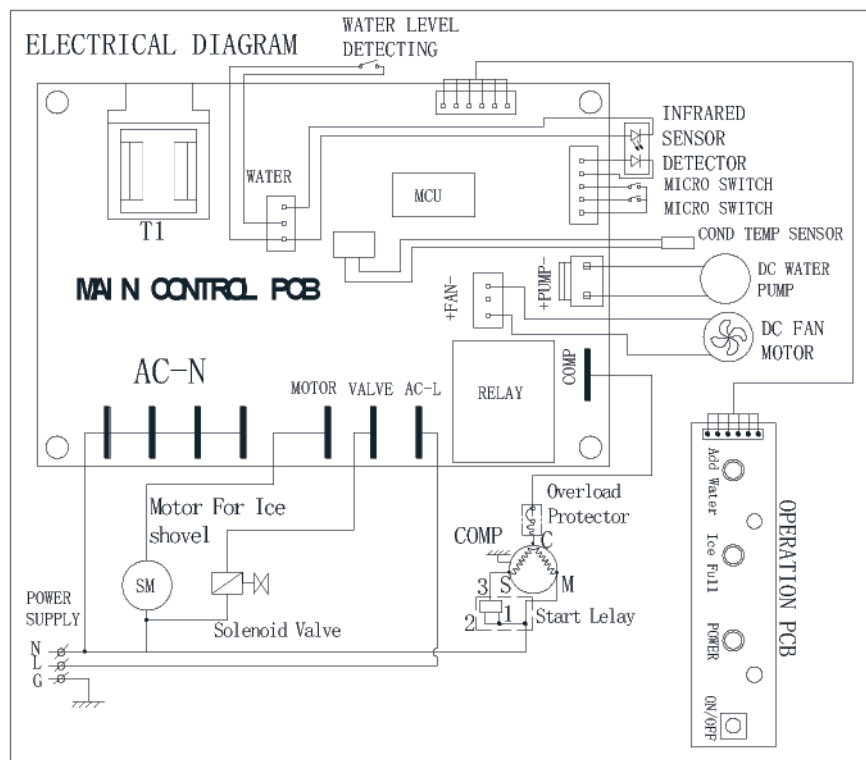 ELECTRICAL DIAGRAM
WATER LEVEL
DETECTING
INFRARED
SENSOR
DETECTOR
MICRO SWITCH
MICRO SWITCH
WATER
MCU
T1
COND TEMP SENSOR
MAIN CONTROL PCB
+FAN-
+PUMP-
DC WATER
PUMP
DC FAN
MOTOR
AC-N
MOTOR
VALVE
AC-L
RELAY
COMP
Motor For Ice
shovel
Overload
Protector
COMP
C
S
M
3
2
1
Start Lelay
SM
Solenoid Valve
POWER
SUPPLY
N
L
G
Add Water
Ice Full
POWER
ON/OFF
OPERATION PCB